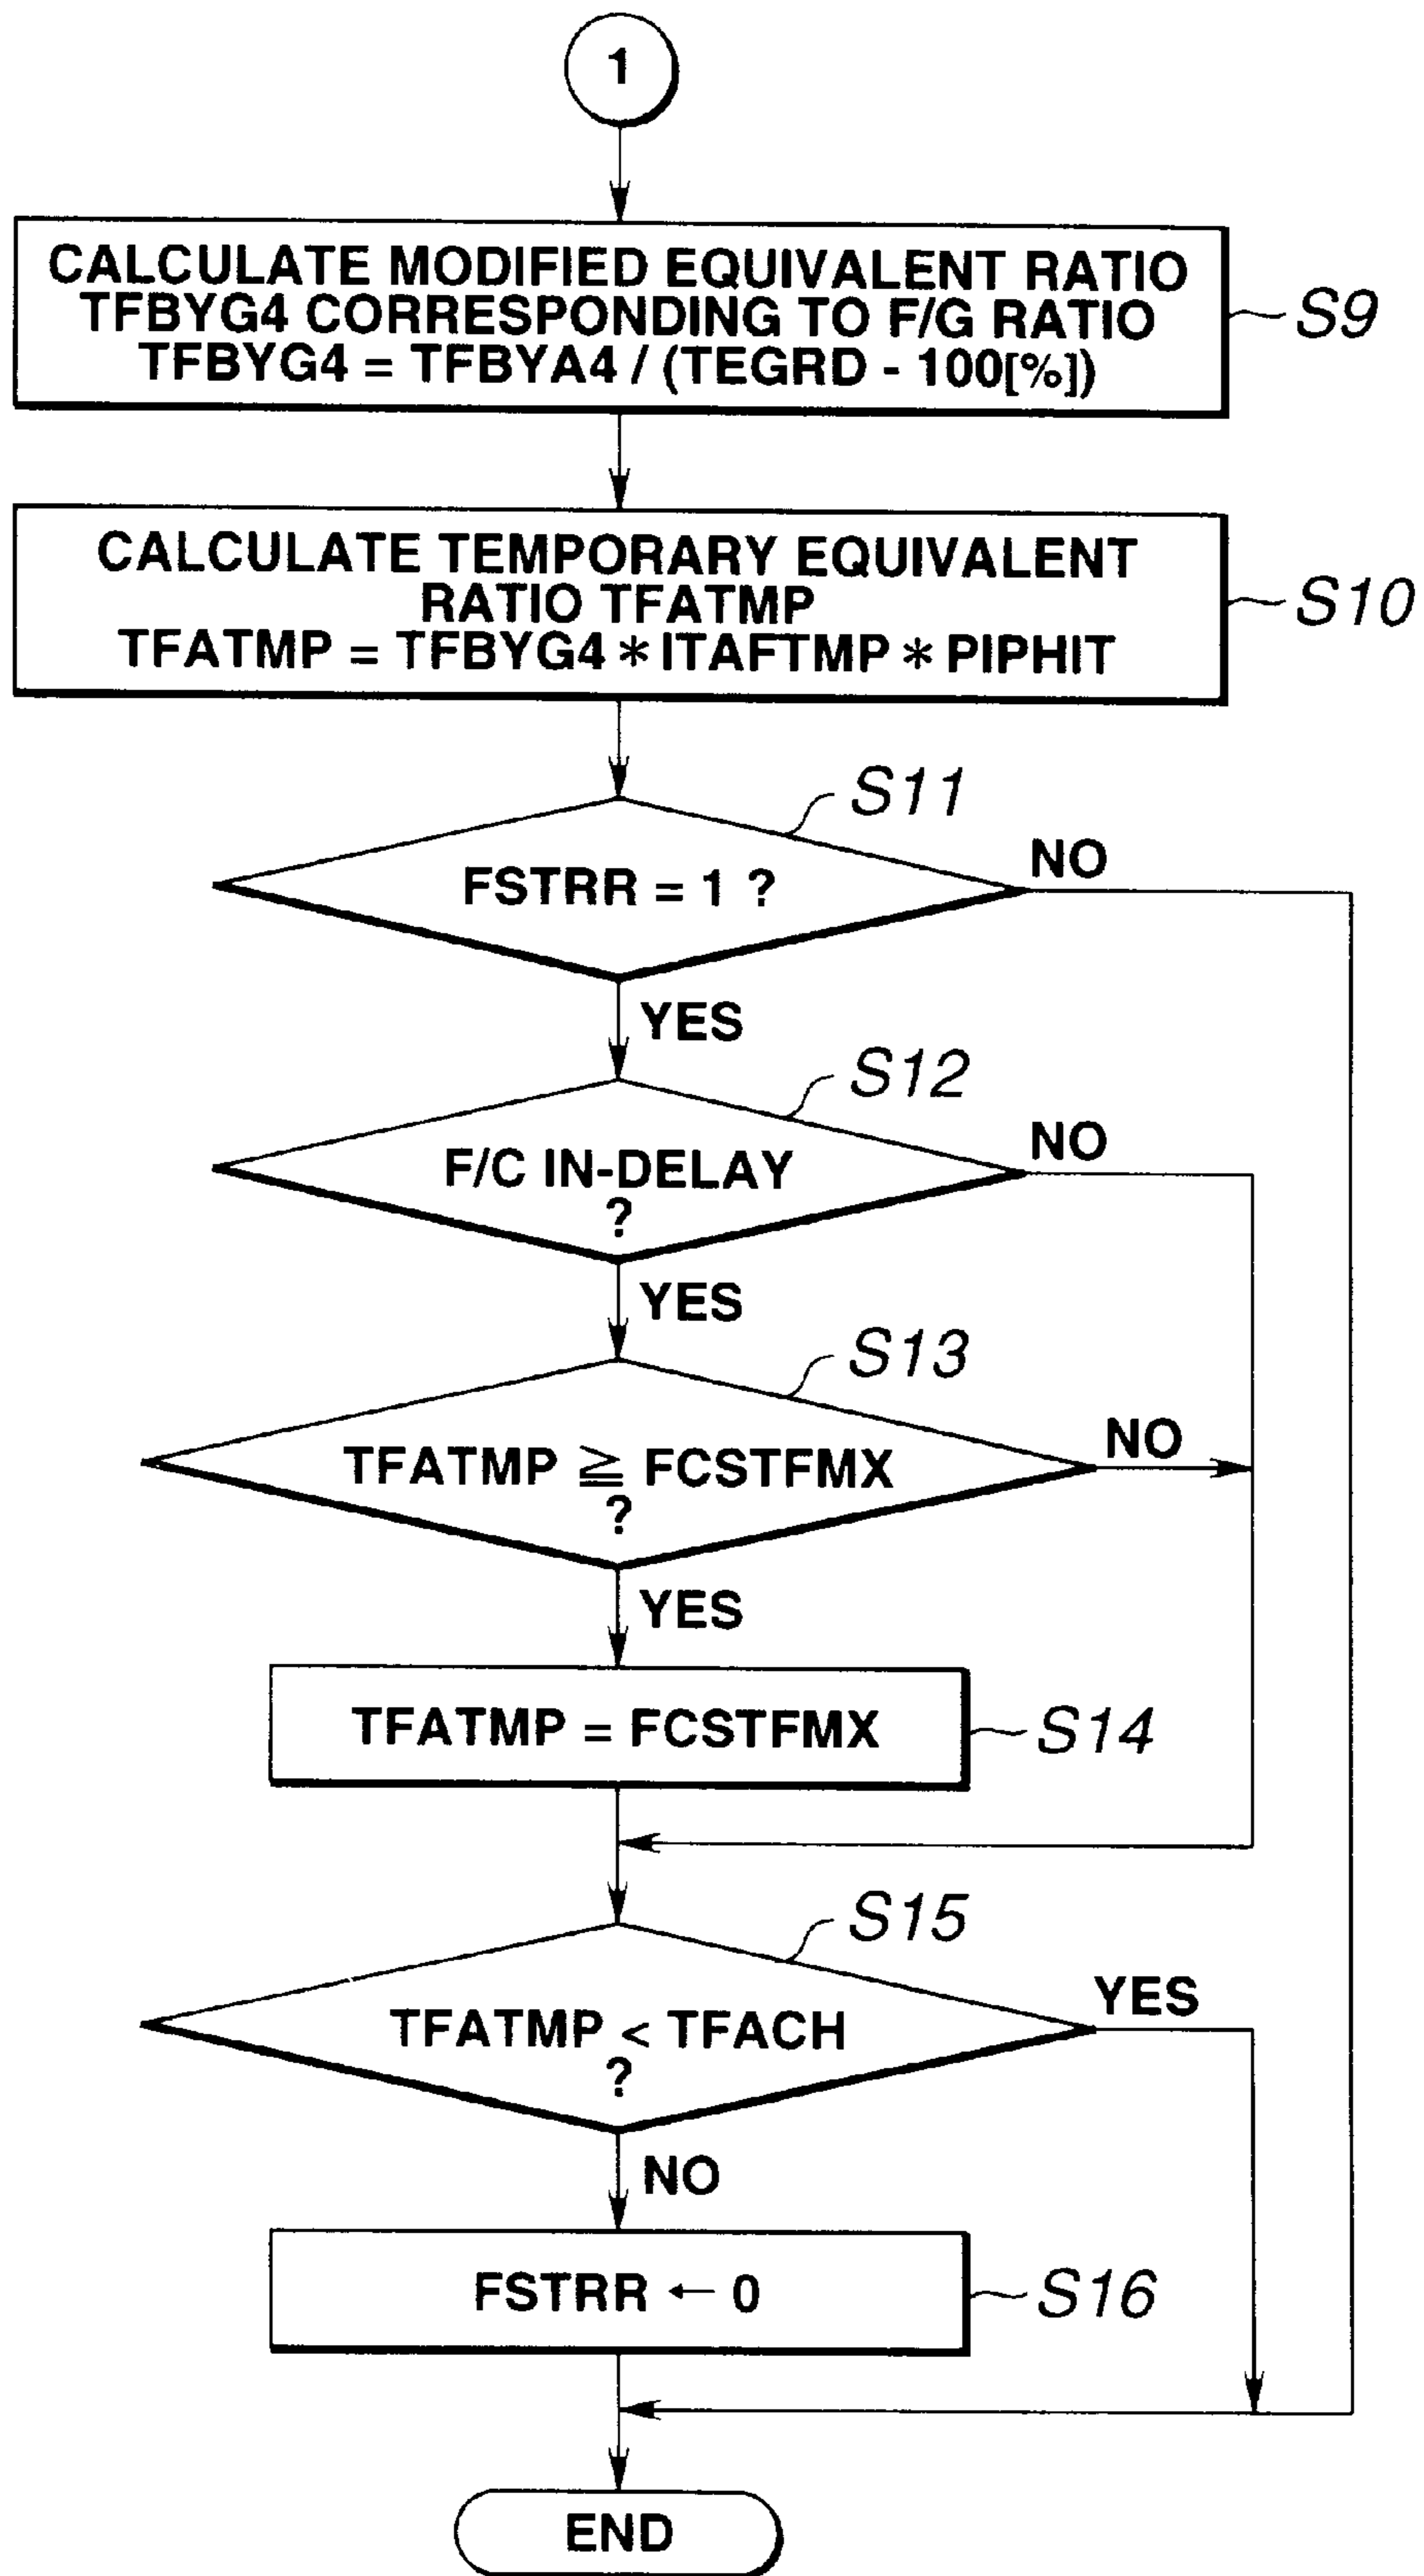 1
CALCULATE MODIFIED EQUIVALENT RATIO
TFBYG4 CORRESPONDING TO F/G RATIO
TFBYG4 = TFBYA4 / (TEGRD - 100[%])
S9
CALCULATE TEMPORARY EQUIVALENT
RATIO TFATMP
TFATMP = TFBYG4 * ITAFTMP * PIPHIT
S10
S11
FSTRR = 1 ?
NO
YES
S12
F/C IN-DELAY
?
NO
YES
S13
TFATMP ≧ FCSTFMX
?
NO
YES
TFATMP = FCSTFMX
S14
S15
TFATMP < TFACH
?
YES
NO
FSTRR ← 0
S16
END